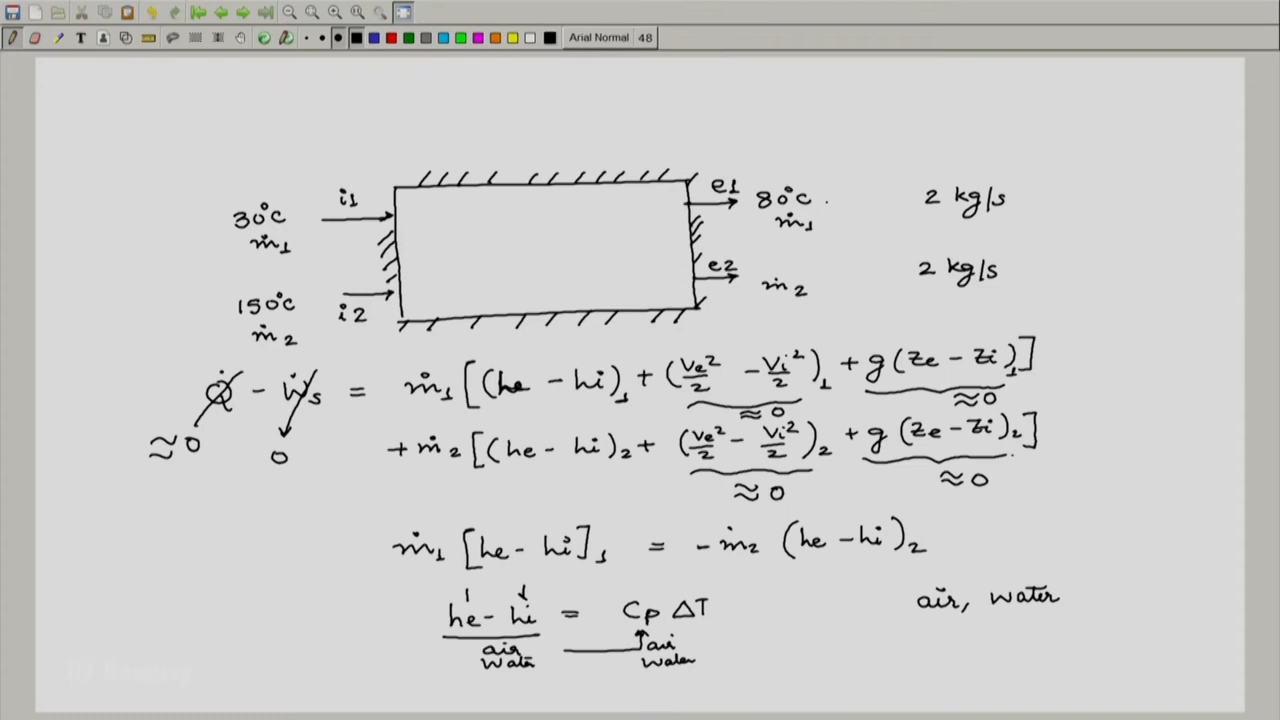 Arial Normal 48
i1 e1
30°C 80°C 2 kg/s
ṁ1 ṁ1
e2 2 kg/s
150°C i2 ṁ2
ṁ2
Q̇ - Ẇs = ṁ1 [(he - hi)1 + (Ve²/2 - Vi²/2)1 + g(Ze - Zi)1]
≈0 0 ≈0 ≈0
+ ṁ2 [(he - hi)2 + (Ve²/2 - Vi²/2)2 + g(Ze - Zi)2]
≈0 ≈0
ṁ1 [he - hi]1 = -ṁ2 (he - hi)2
he - hi = Cp ΔT air, water
air air
water water